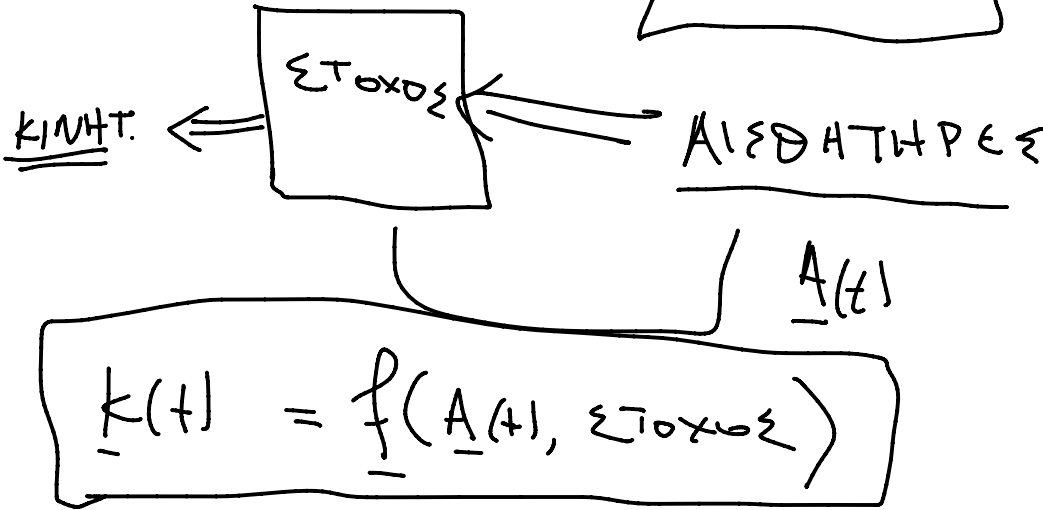 ΣΤΟΧΟΣ
ΚΙΝΗΤ.
ΑΙΣΘΗΤΗΡΕΣ
A(t)
k(t) = f(A(t), ΣΤΟΧΟΣ)